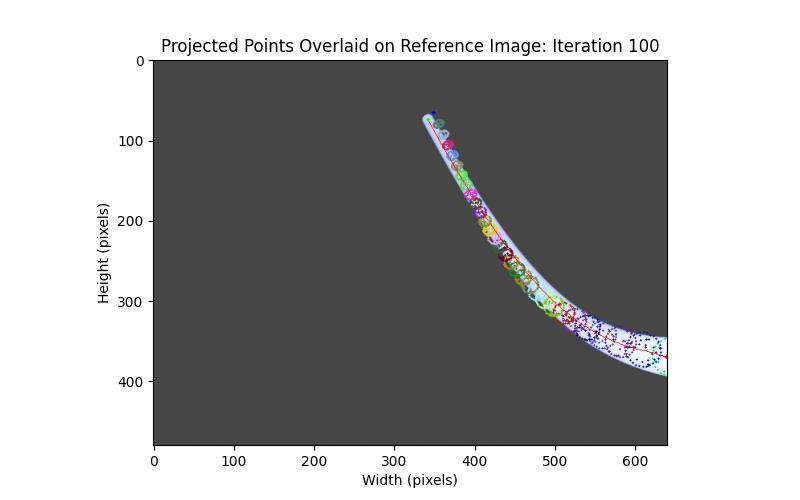 Projected Points Overlaid on Reference Image: Iteration 100
0
100
200
300
400
Height (pixels)
0 100 200 300 400 500 600
Width (pixels)